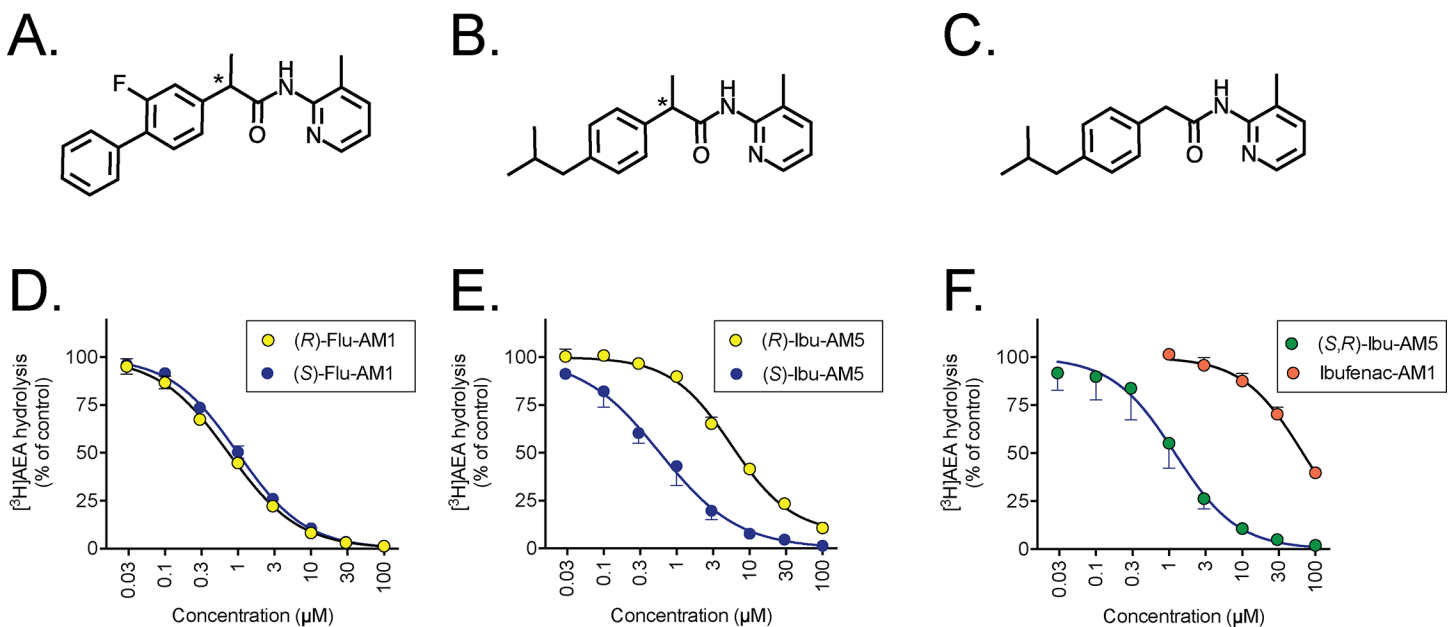 A.
B.
C.
F
*
H
N
O
N
*
H
N
O
N
H
N
O
N
D.
(R)-Flu-AM1
(S)-Flu-AM1
[³H]AEA hydrolysis
(% of control)
100
75
50
25
0
0.03
0.1
0.3
1
3
10
30
100
Concentration (µM)
E.
(R)-Ibu-AM5
(S)-Ibu-AM5
[³H]AEA hydrolysis
(% of control)
100
75
50
25
0
0.03
0.1
0.3
1
3
10
30
100
Concentration (µM)
F.
(S,R)-Ibu-AM5
Ibufenac-AM1
[³H]AEA hydrolysis
(% of control)
100
75
50
25
0
0.03
0.1
0.3
1
3
10
30
100
Concentration (µM)